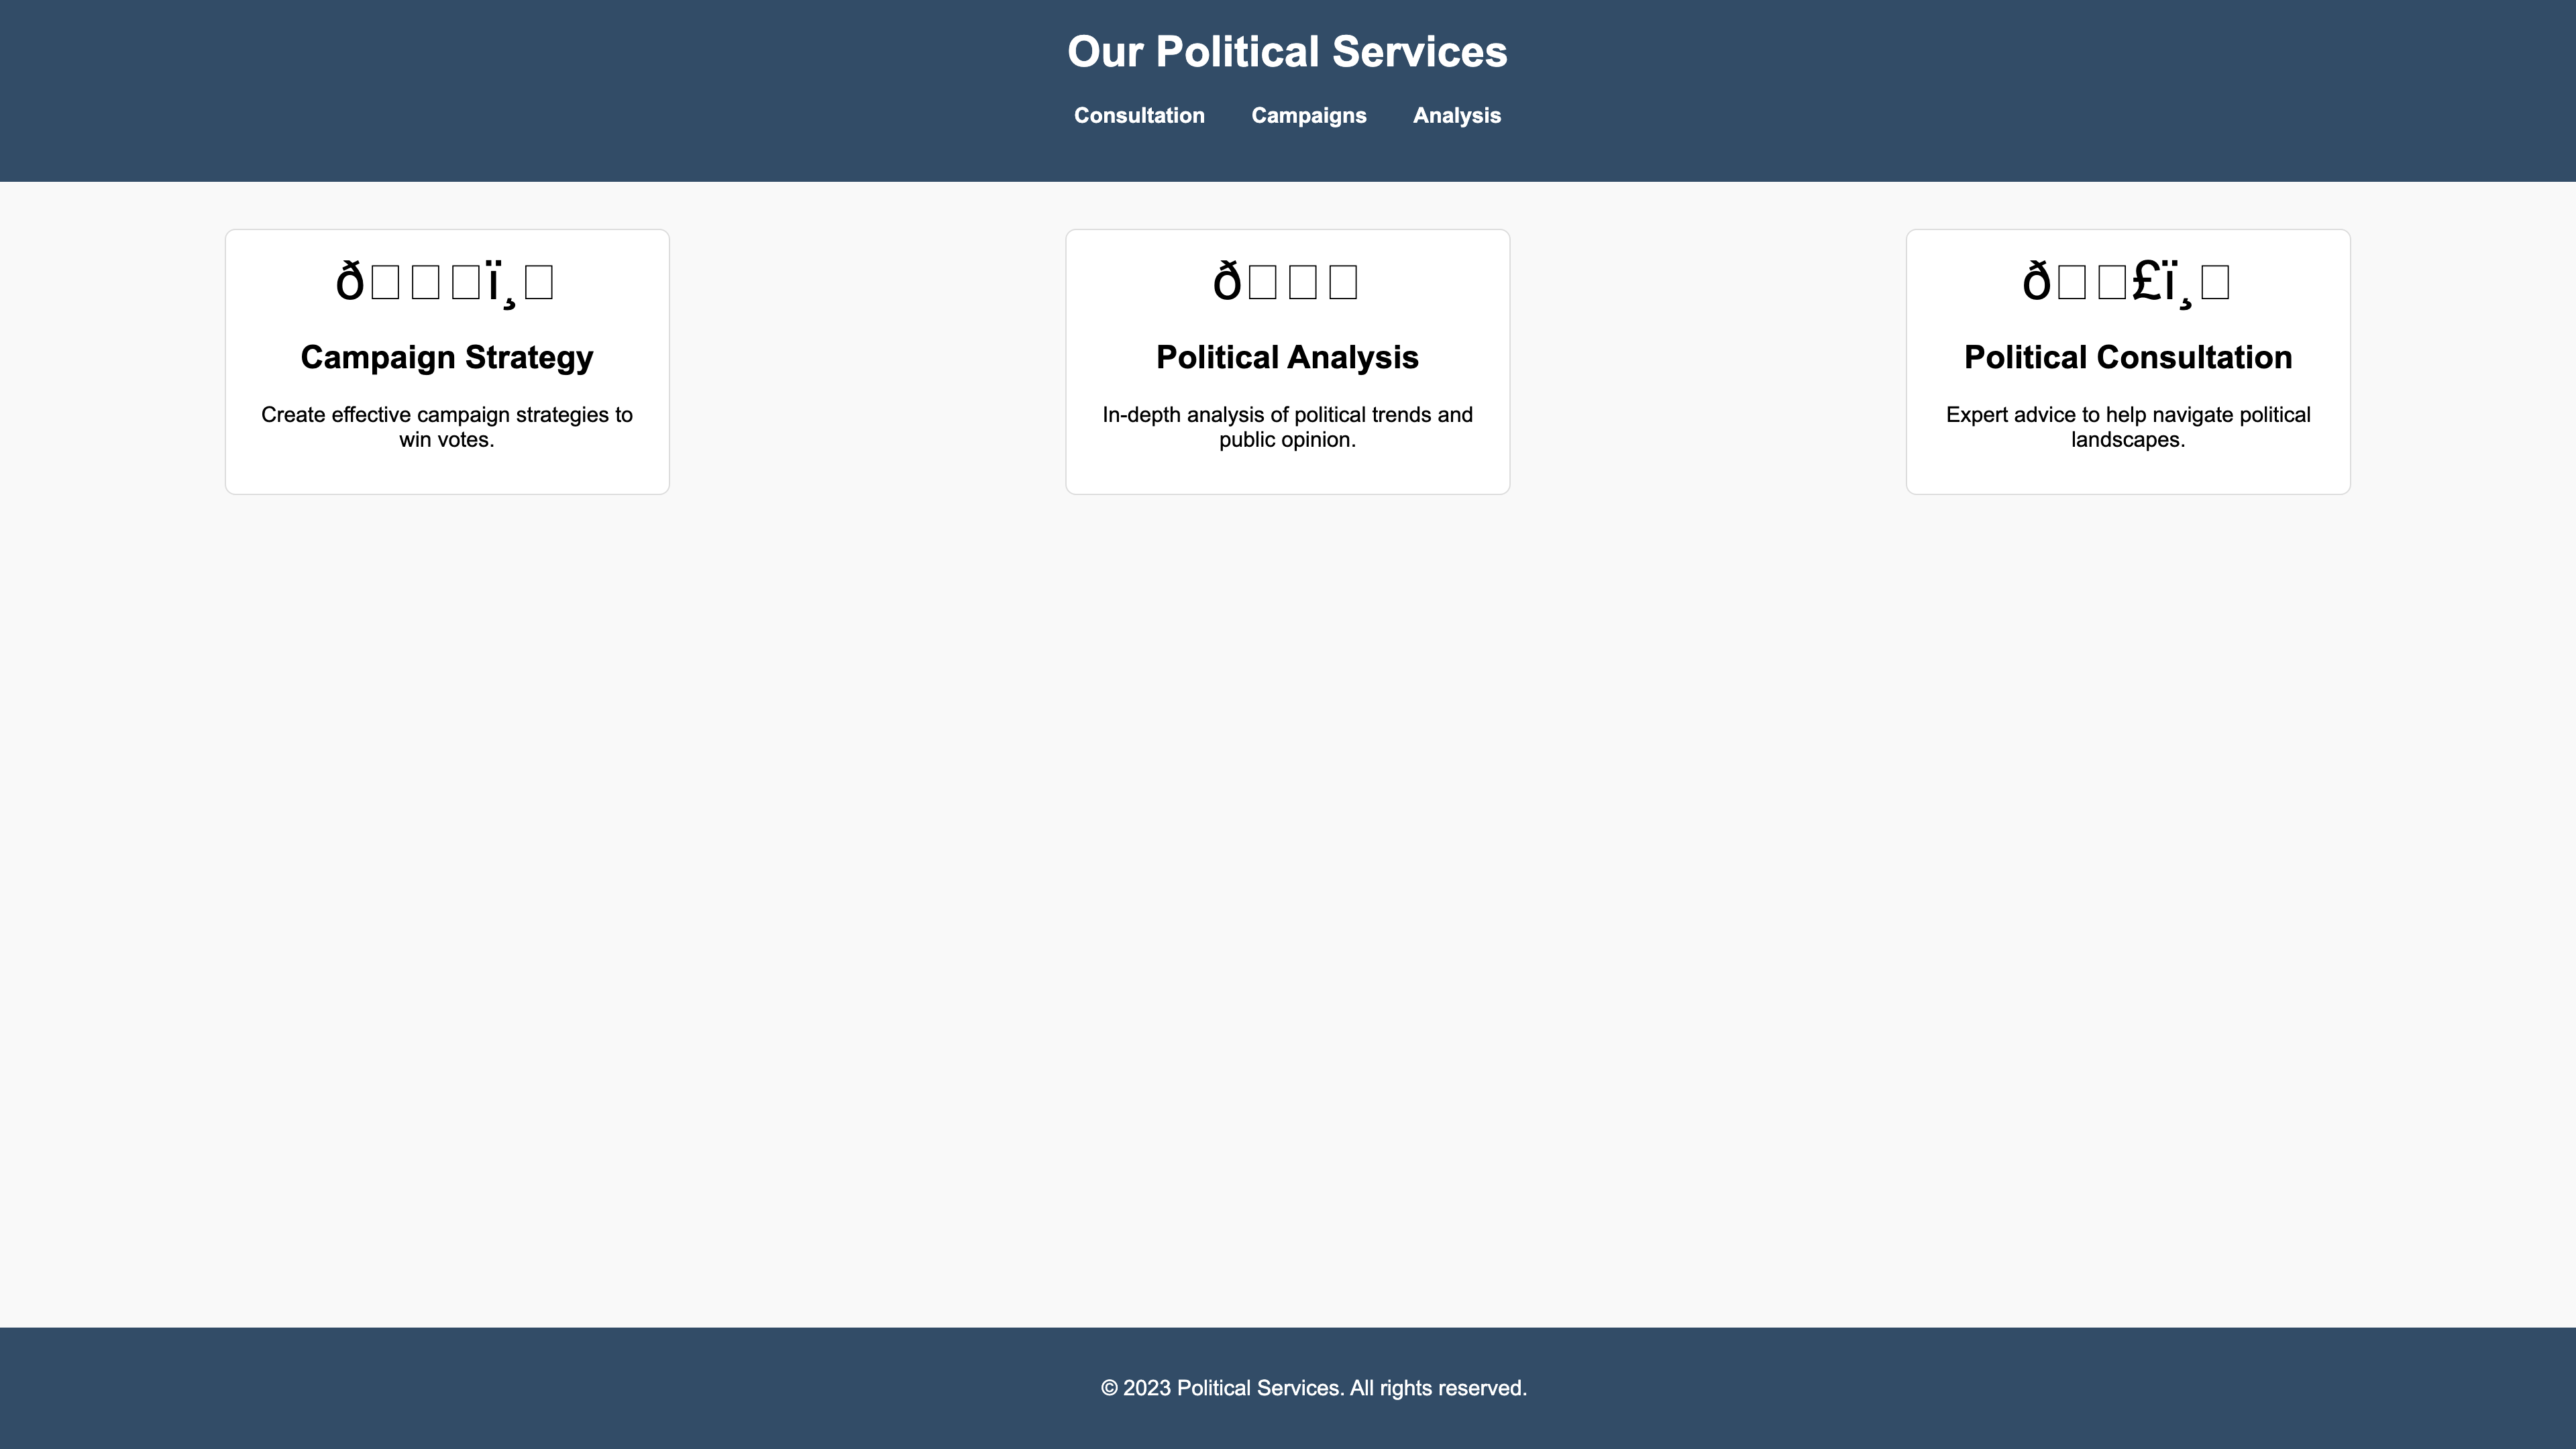 Our Political Services
Consultation Campaigns Analysis
ð□□□ï¸□
Campaign Strategy
Create effective campaign strategies to
win votes.
ð□□□
Political Analysis
In-depth analysis of political trends and
public opinion.
ð□□£ï¸□
Political Consultation
Expert advice to help navigate political
landscapes.
© 2023 Political Services. All rights reserved.